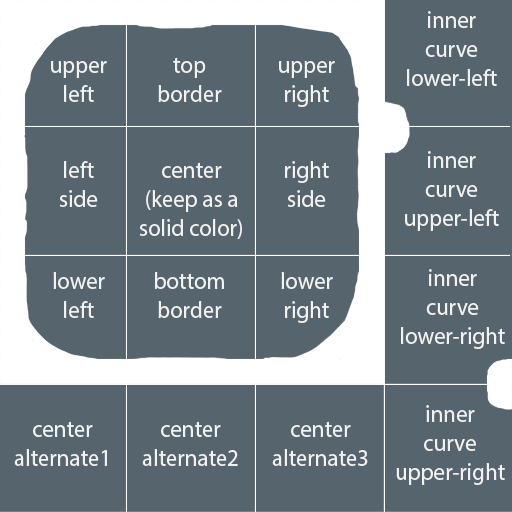 upper
left
top
border
upper
right
inner
curve
lower-left
left
side
center
(keep as a
solid color)
right
side
inner
curve
upper-left
lower
left
bottom
border
lower
right
inner
curve
lower-right
center
alternate1
center
alternate2
center
alternate3
inner
curve
upper-right